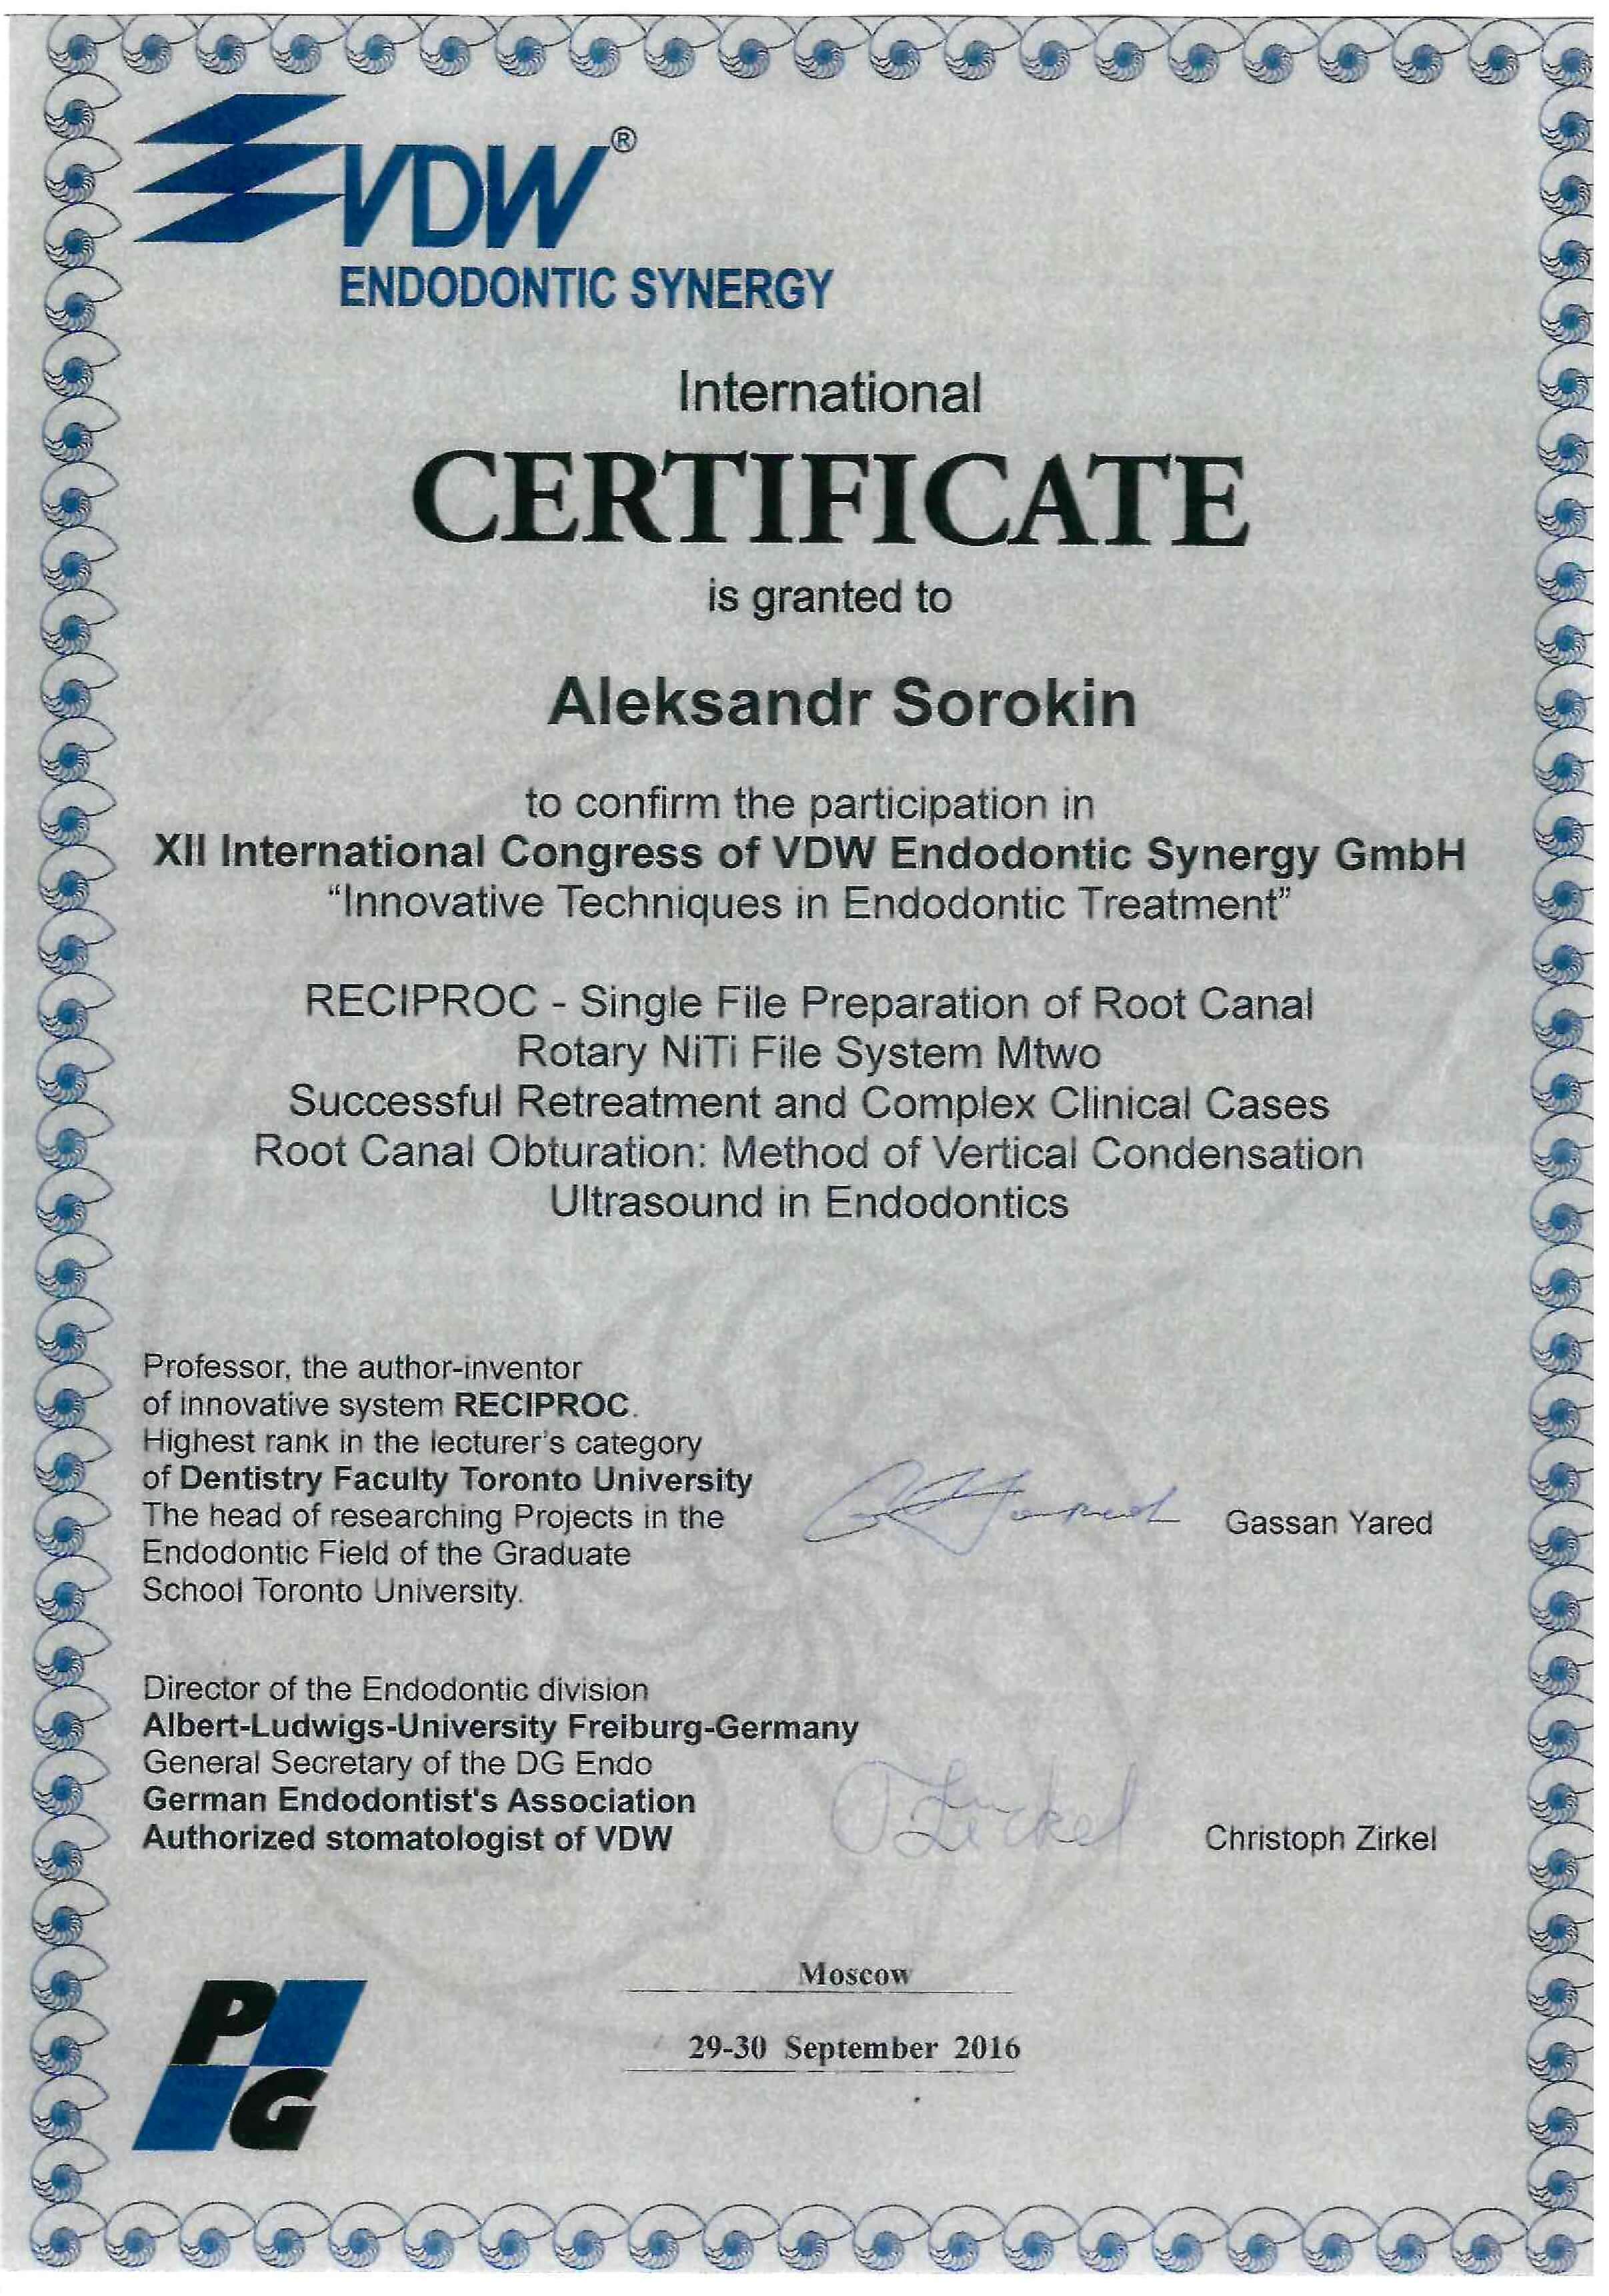 VDW®
ENDODONTIC SYNERGY
International
CERTIFICATE
is granted to
Aleksandr Sorokin
to confirm the participation in
XII International Congress of VDW Endodontic Synergy GmbH
“Innovative Techniques in Endodontic Treatment”
RECIPROC - Single File Preparation of Root Canal
Rotary NiTi File System Mtwo
Successful Retreatment and Complex Clinical Cases
Root Canal Obturation: Method of Vertical Condensation
Ultrasound in Endodontics
Professor, the author-inventor
of innovative system RECIPROC.
Highest rank in the lecturer's category
of Dentistry Faculty Toronto University
The head of researching Projects in the
Endodontic Field of the Graduate
School Toronto University.
Gassan Yared
Director of the Endodontic division
Albert-Ludwigs-University Freiburg-Germany
General Secretary of the DG Endo
German Endodontist's Association
Authorized stomatologist of VDW
Zirkel
Christoph Zirkel
Moscow
29-30 September 2016
PG